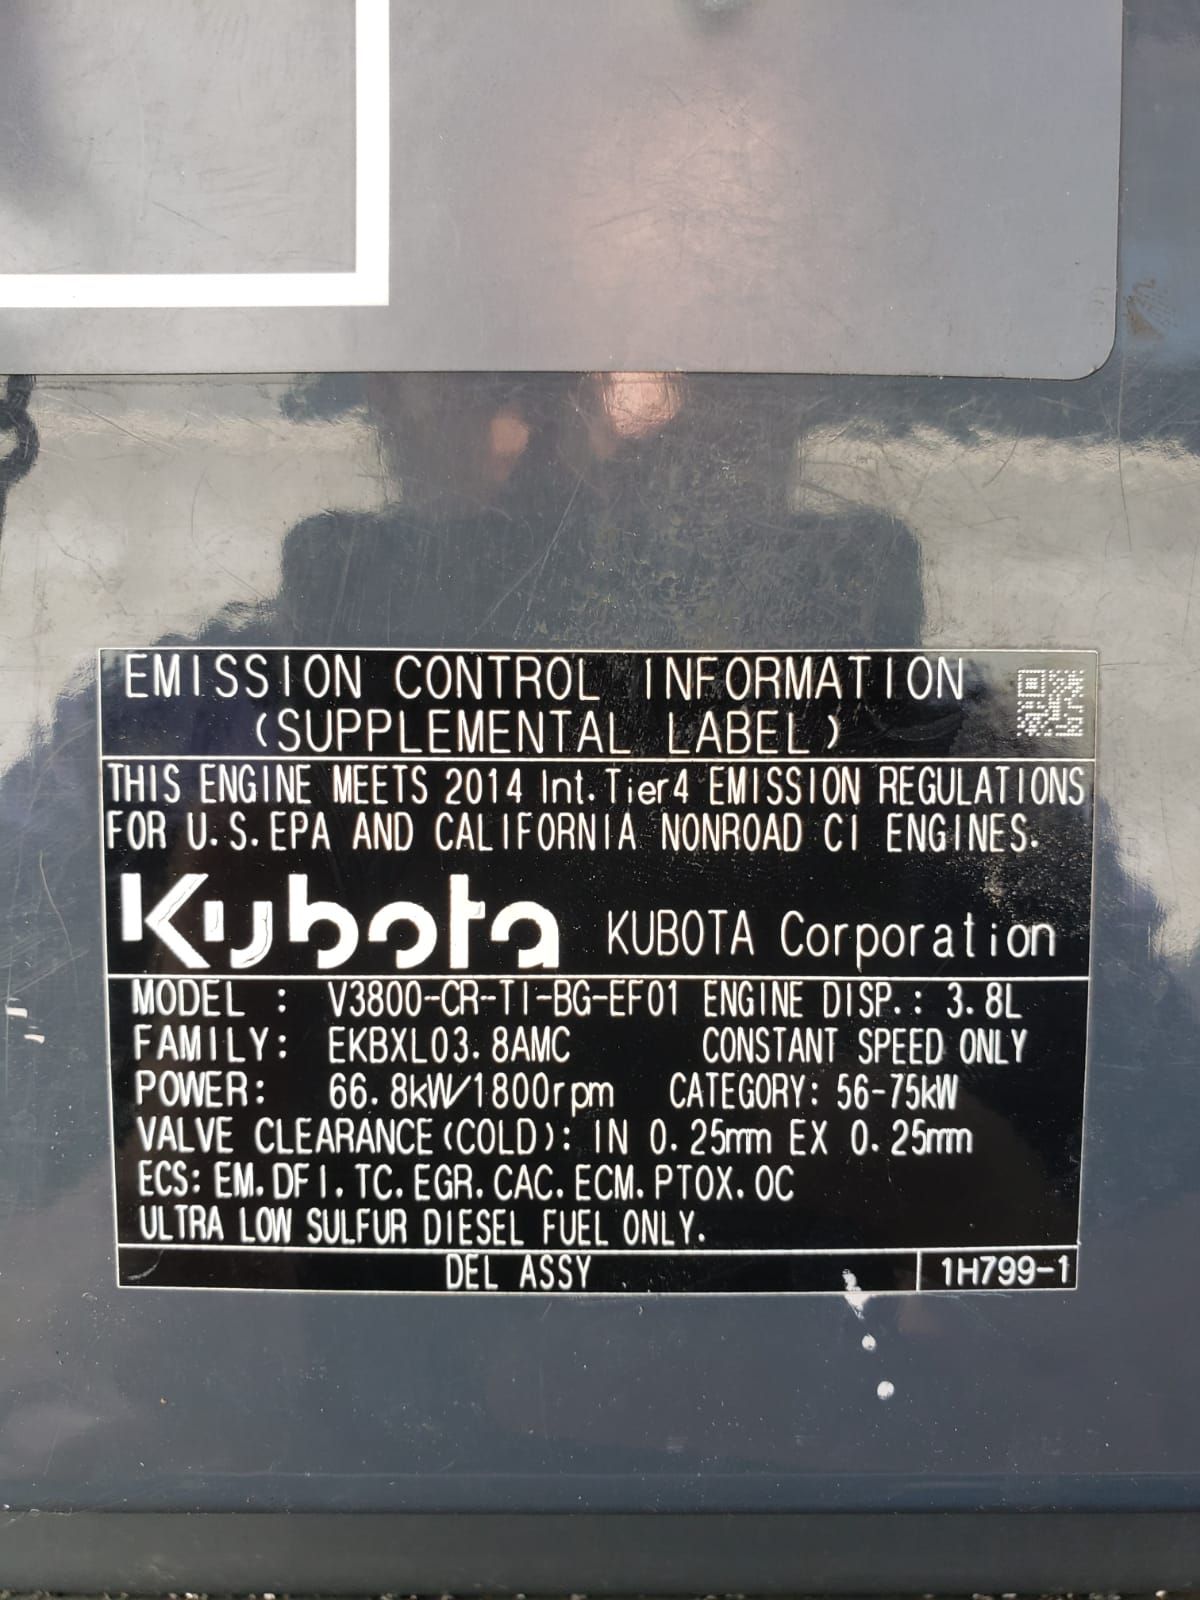 EMISSION CONTROL INFORMATION
(SUPPLEMENTAL LABEL)
THIS ENGINE MEETS 2014 Int.Tier4 EMISSION REGULATIONS
FOR U.S.EPA AND CALIFORNIA NONROAD CI ENGINES.
Kubota KUBOTA Corporation
MODEL : V3800-CR-TI-BG-EF01 ENGINE DISP.: 3.8L
FAMILY: EKBXL03.8AMC CONSTANT SPEED ONLY
POWER: 66.8kW/1800rpm CATEGORY: 56-75kW
VALVE CLEARANCE(COLD): IN 0.25mm EX 0.25mm
ECS: EM.DFI.TC.EGR.CAC.ECM.PTOX.OC
ULTRA LOW SULFUR DIESEL FUEL ONLY.
DEL ASSY 1H799-1